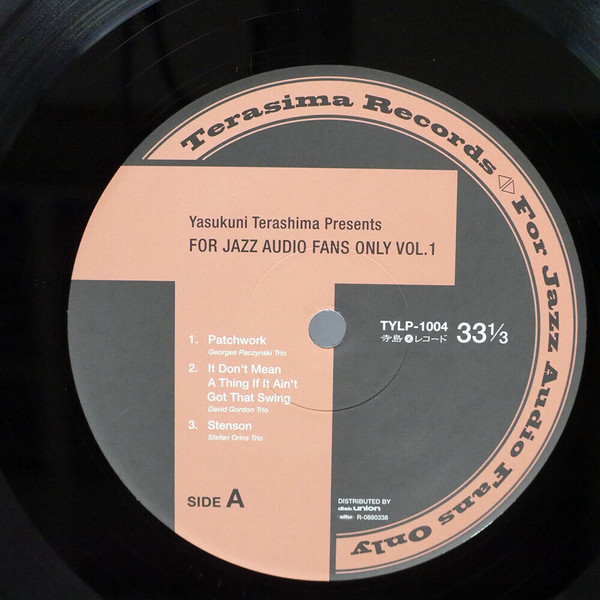 Terasima Records For Jazz Audio Fans Only
Yasukuni Terashima Presents
FOR JAZZ AUDIO FANS ONLY VOL.1
TYLP-1004 33 1/3
寺島レコード
1. Patchwork
Georges Paczynski Trio
2. It Don't Mean
A Thing If It Ain't
Got That Swing
David Gordon Trio
3. Stenson
Stefan Orins Trio
SIDE A
DISTRIBUTED BY
disk union
R-0880338